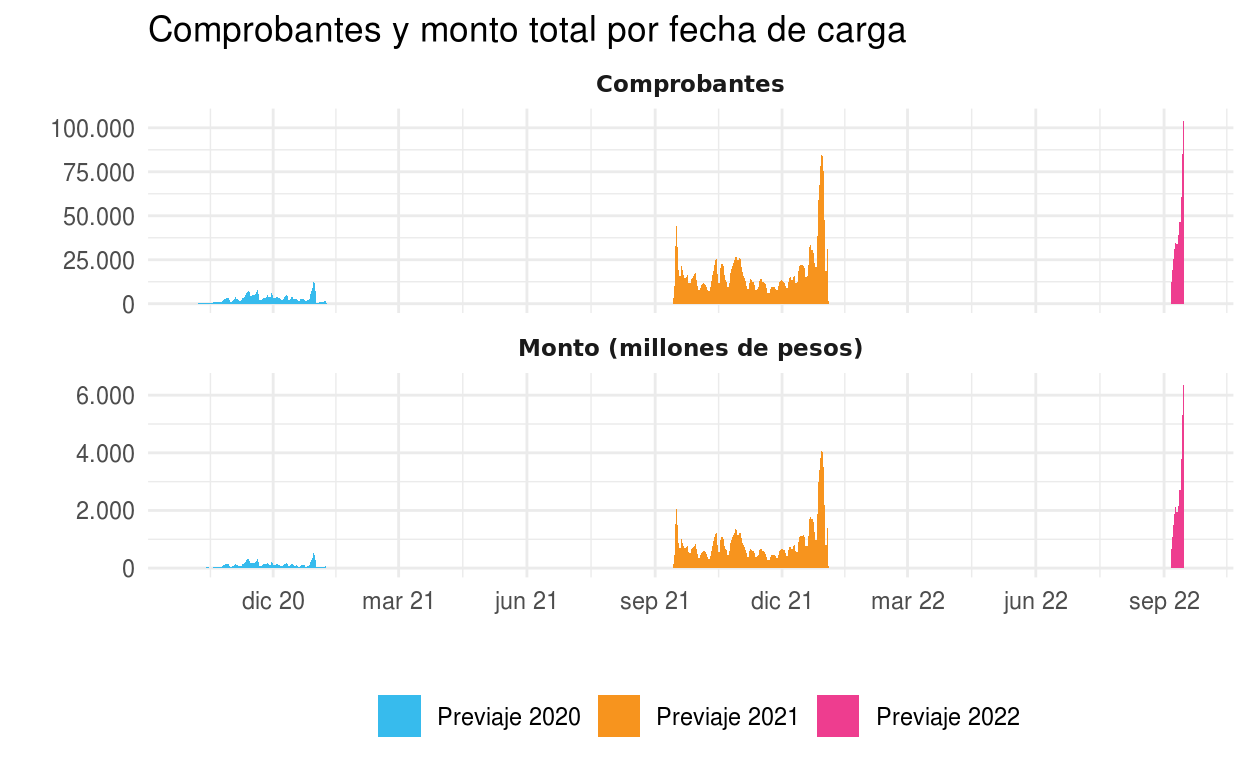 Comprobantes y monto total por fecha de carga
Comprobantes
100.000
75.000
50.000
25.000
0
Monto (millones de pesos)
6.000
4.000
2.000
0
dic 20 mar 21 jun 21 sep 21 dic 21 mar 22 jun 22 sep 22
Previaje 2020 Previaje 2021 Previaje 2022